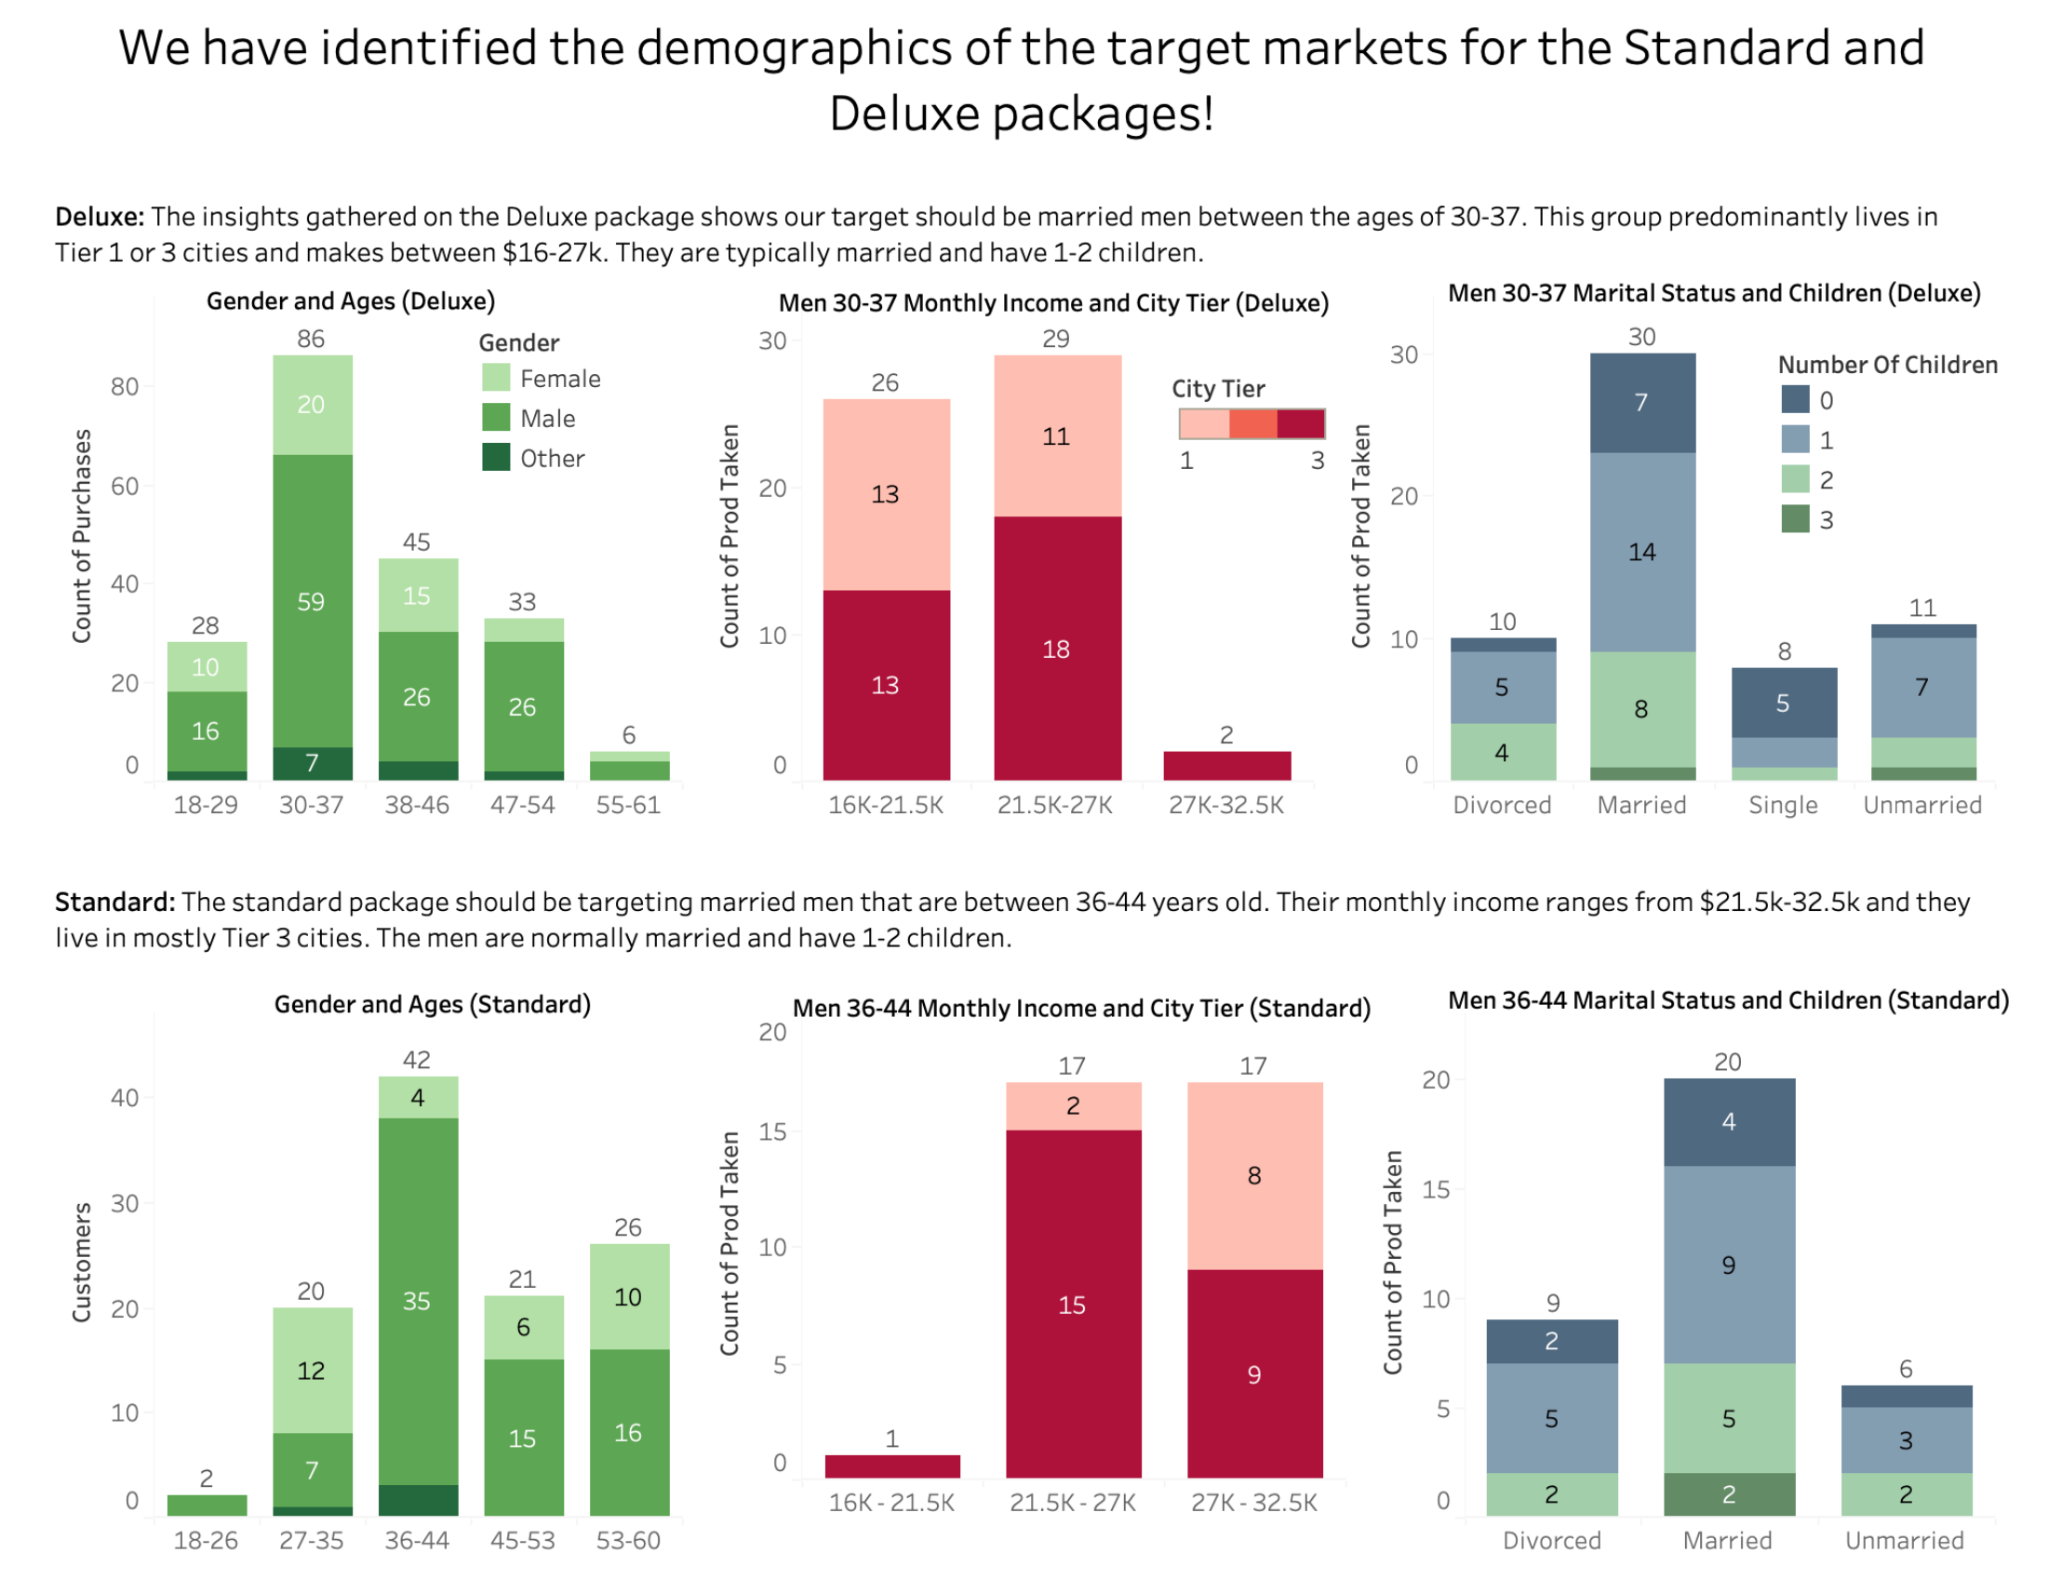 We have identified the demographics of the target markets for the Standard and
Deluxe packages!
Deluxe: The insights gathered on the Deluxe package shows our target should be married men between the ages of 30-37. This group predominantly lives in
Tier 1 or 3 cities and makes between $16-27k. They are typically married and have 1-2 children.
Gender and Ages (Deluxe)
Gender
Female
Male
Other
Count of Purchases
80
60
40
20
0
28
10
16
86
20
59
7
45
15
26
33
26
6
18-29
30-37
38-46
47-54
55-61
Men 30-37 Monthly Income and City Tier (Deluxe)
City Tier
1
3
Count of Prod Taken
30
20
10
0
26
13
13
29
11
18
2
16K-21.5K
21.5K-27K
27K-32.5K
Men 30-37 Marital Status and Children (Deluxe)
Number Of Children
0
1
2
3
Count of Prod Taken
30
20
10
0
10
5
4
30
7
14
8
8
5
11
7
Divorced
Married
Single
Unmarried
Standard: The standard package should be targeting married men that are between 36-44 years old. Their monthly income ranges from $21.5k-32.5k and they
live in mostly Tier 3 cities. The men are normally married and have 1-2 children.
Gender and Ages (Standard)
Customers
40
30
20
10
0
2
20
12
7
42
4
35
21
6
15
26
10
16
18-26
27-35
36-44
45-53
53-60
Men 36-44 Monthly Income and City Tier (Standard)
Count of Prod Taken
20
15
10
5
0
1
17
2
15
17
8
9
16K - 21.5K
21.5K - 27K
27K - 32.5K
Men 36-44 Marital Status and Children (Standard)
Count of Prod Taken
20
15
10
5
0
9
2
5
2
20
4
9
5
2
6
3
2
Divorced
Married
Unmarried